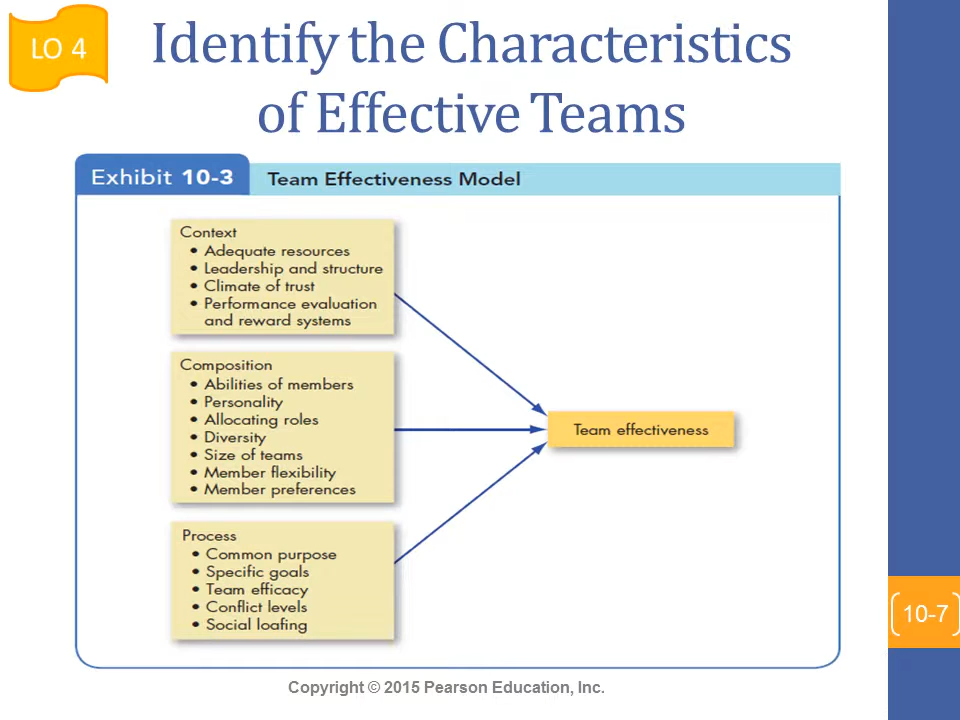 LO 4
Identify the Characteristics
of Effective Teams
Exhibit 10-3
Team Effectiveness Model
Context
• Adequate resources
• Leadership and structure
• Climate of trust
• Performance evaluation
and reward systems
Composition
• Abilities of members
• Personality
• Allocating roles
• Diversity
• Size of teams
• Member flexibility
• Member preferences
Process
• Common purpose
• Specific goals
• Team efficacy
• Conflict levels
• Social loafing
Team effectiveness
10-7
Copyright © 2015 Pearson Education, Inc.